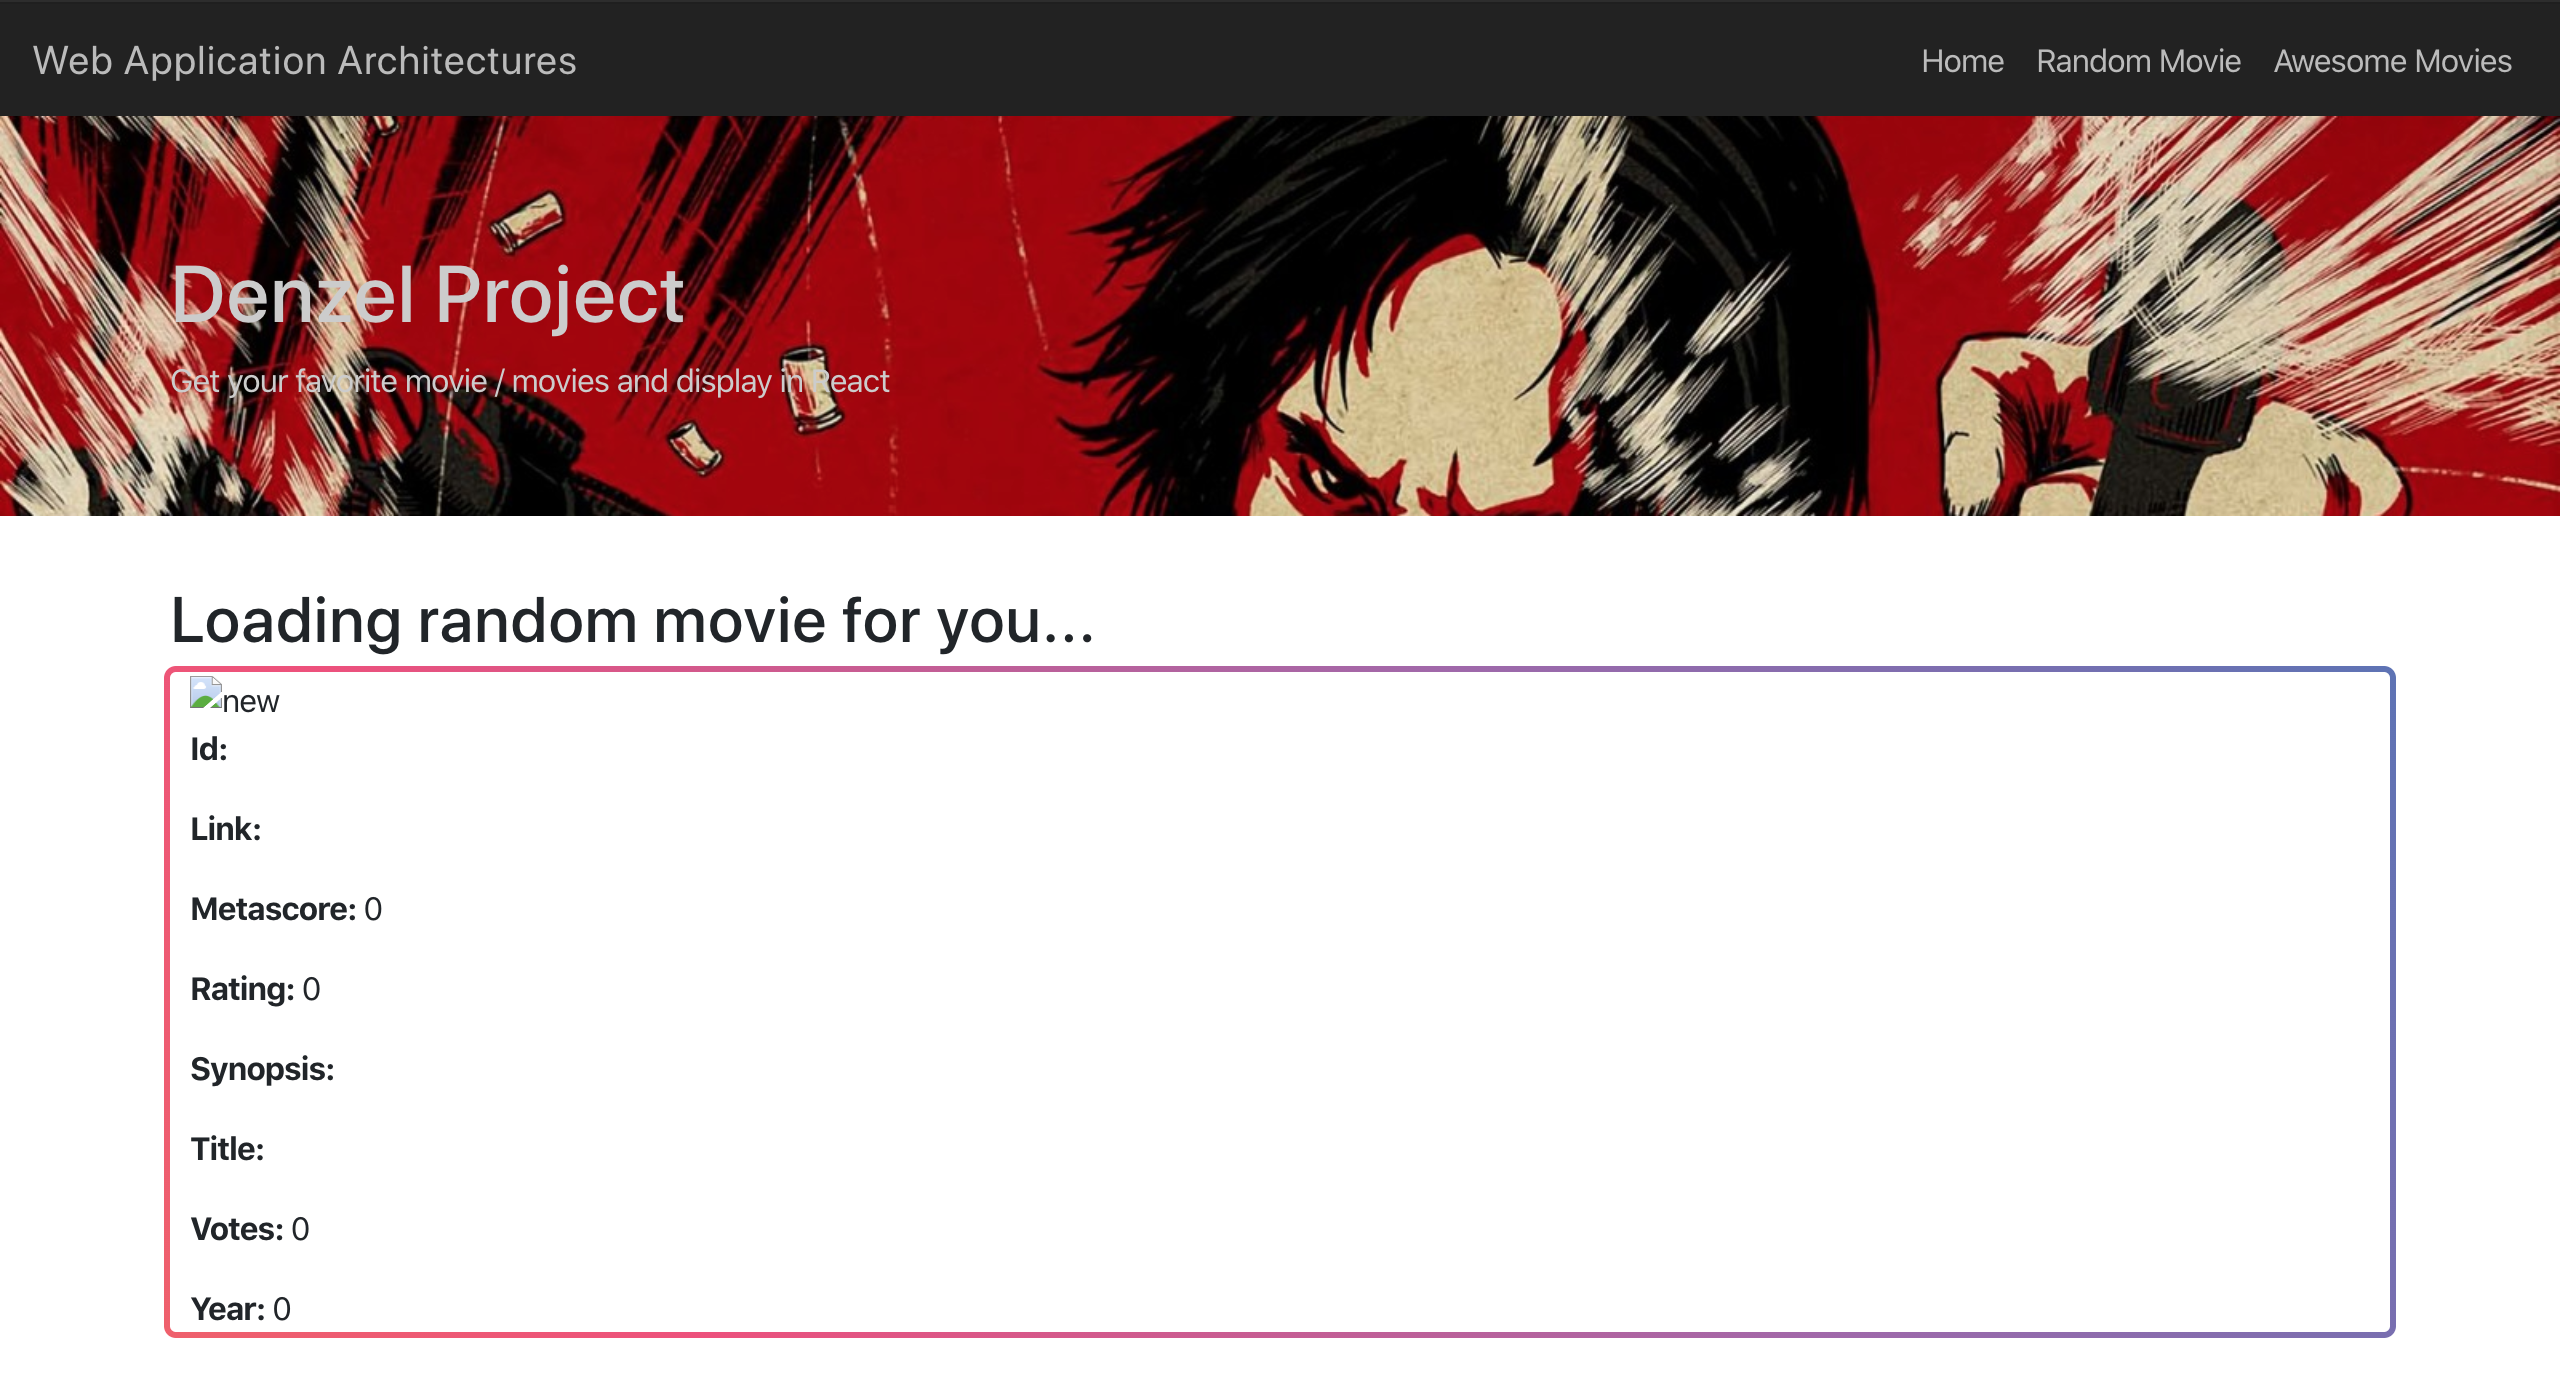 Web Application Architectures
Home Random Movie Awesome Movies
Denzel Project
Get your favorite movie / movies and display in React
Loading random movie for you...
new
Id:
Link:
Metascore: 0
Rating: 0
Synopsis:
Title:
Votes: 0
Year: 0